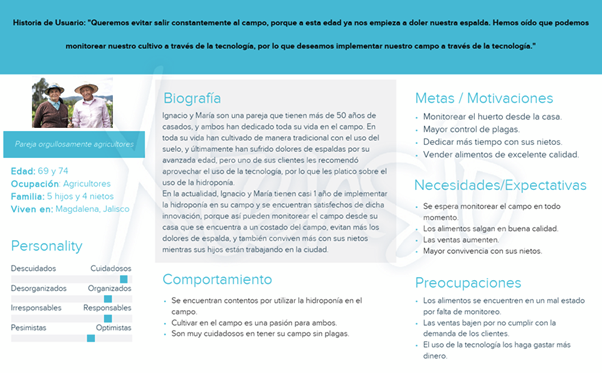 Historia de Usuario: "Queremos evitar salir constantemente al campo, porque a esta edad ya nos empieza a doler nuestra espalda. Hemos oído que podemos
monitorear nuestro cultivo a través de la tecnología, por lo que deseamos implementar nuestro campo a través de la tecnología."
Pareja orgullosamente agricultores
Edad: 69 y 74
Ocupación: Agricultores
Familia: 5 hijos y 4 nietos
Viven en: Magdalena, Jalisco
Personality
Descuidados Cuidadosos
Desorganizados Organizados
Irresponsables Responsables
Pesimistas Optimistas
Biografía
Ignacio y María son una pareja que tienen más de 50 años de
casados, y ambos han dedicado toda su vida en el campo. En
toda su vida han cultivado de manera tradicional con el uso del
suelo, y últimamente han sufrido dolores de espaldas por su
avanzada edad, pero uno de sus clientes les recomendó
aprovechar el uso de la tecnología, por lo que les platico sobre el
uso de la hidroponía.
En la actualidad, Ignacio y María tienen casi 1 año de implementar
la hidroponía en su campo y se encuentran satisfechos de dicha
innovación, porque así pueden monitorear el campo desde su
casa que se encuentra a un costado del campo, evitan más los
dolores de espalda, y también conviven más con sus nietos
mientras sus hijos están trabajando en la ciudad.
Comportamiento
Se encuentran contentos por utilizar la hidroponía en el
campo.
Cultivar en el campo es una pasión para ambos.
Son muy cuidadosos en tener su campo sin plagas.
Metas / Motivaciones
Monitorear el huerto desde la casa.
Mayor control de plagas.
Dedicar más tiempo con sus nietos.
Vender alimentos de excelente calidad.
Necesidades/Expectativas
Se espera monitorear el campo en todo
momento.
Los alimentos salgan en buena calidad.
Las ventas aumenten.
Mayor convivencia con sus nietos.
Preocupaciones
Los alimentos se encuentren en un mal estado
por falta de monitoreo.
Las ventas bajen por no cumplir con la
demanda de los clientes.
El uso de la tecnología los haga gastar más
dinero.